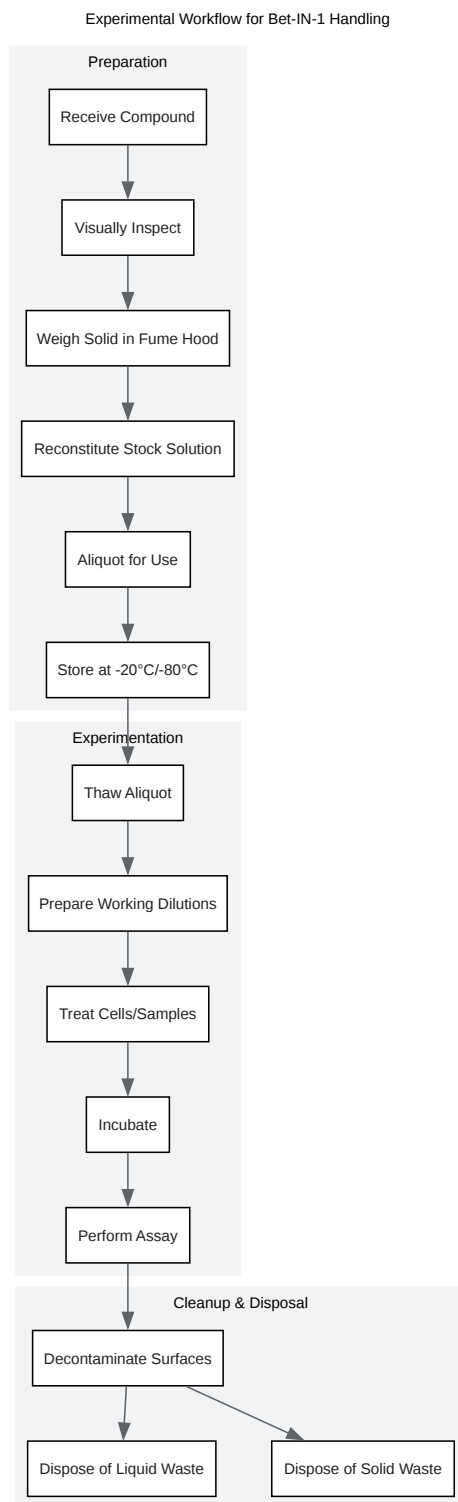 Experimental Workflow for Bet-IN-1 Handling
Preparation
Receive Compound
Visually Inspect
Weigh Solid in Fume Hood
Reconstitute Stock Solution
Aliquot for Use
Store at -20°C/-80°C
Experimentation
Thaw Aliquot
Prepare Working Dilutions
Treat Cells/Samples
Incubate
Perform Assay
Cleanup & Disposal
Decontaminate Surfaces
Dispose of Liquid Waste
Dispose of Solid Waste